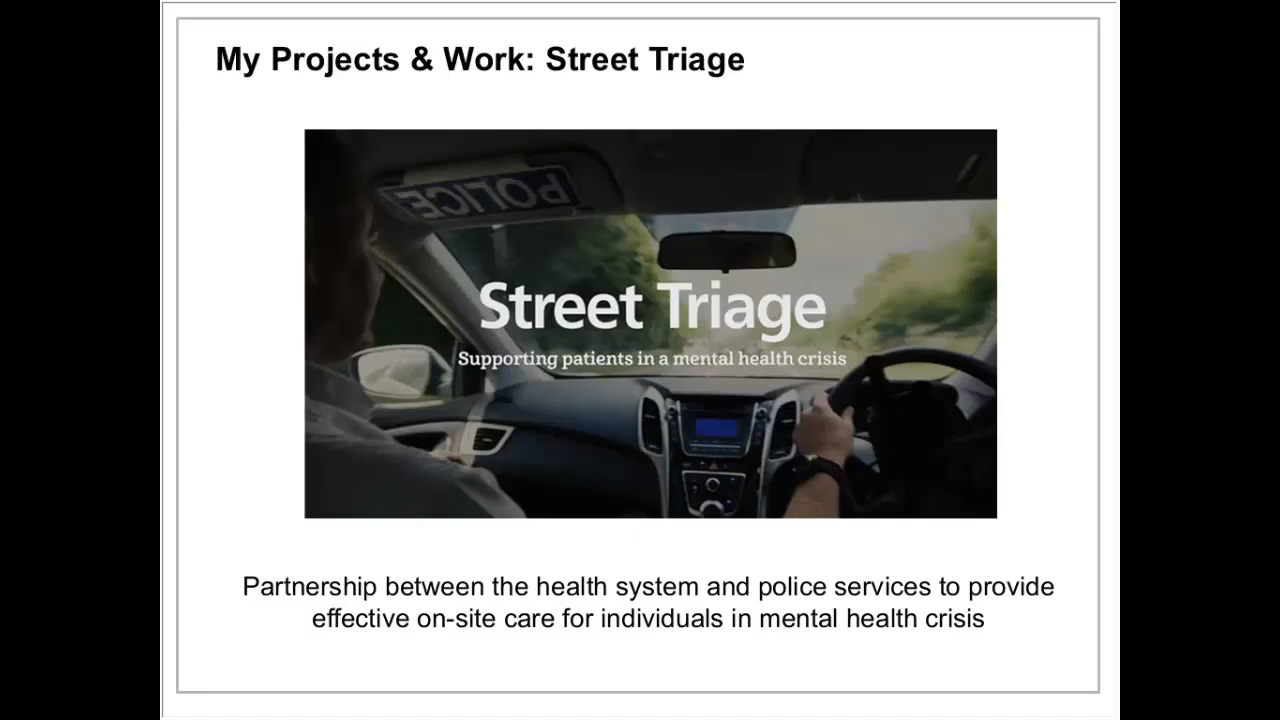 My Projects & Work: Street Triage
POLICE
Street Triage
Supporting patients in a mental health crisis
Partnership between the health system and police services to provide
effective on-site care for individuals in mental health crisis